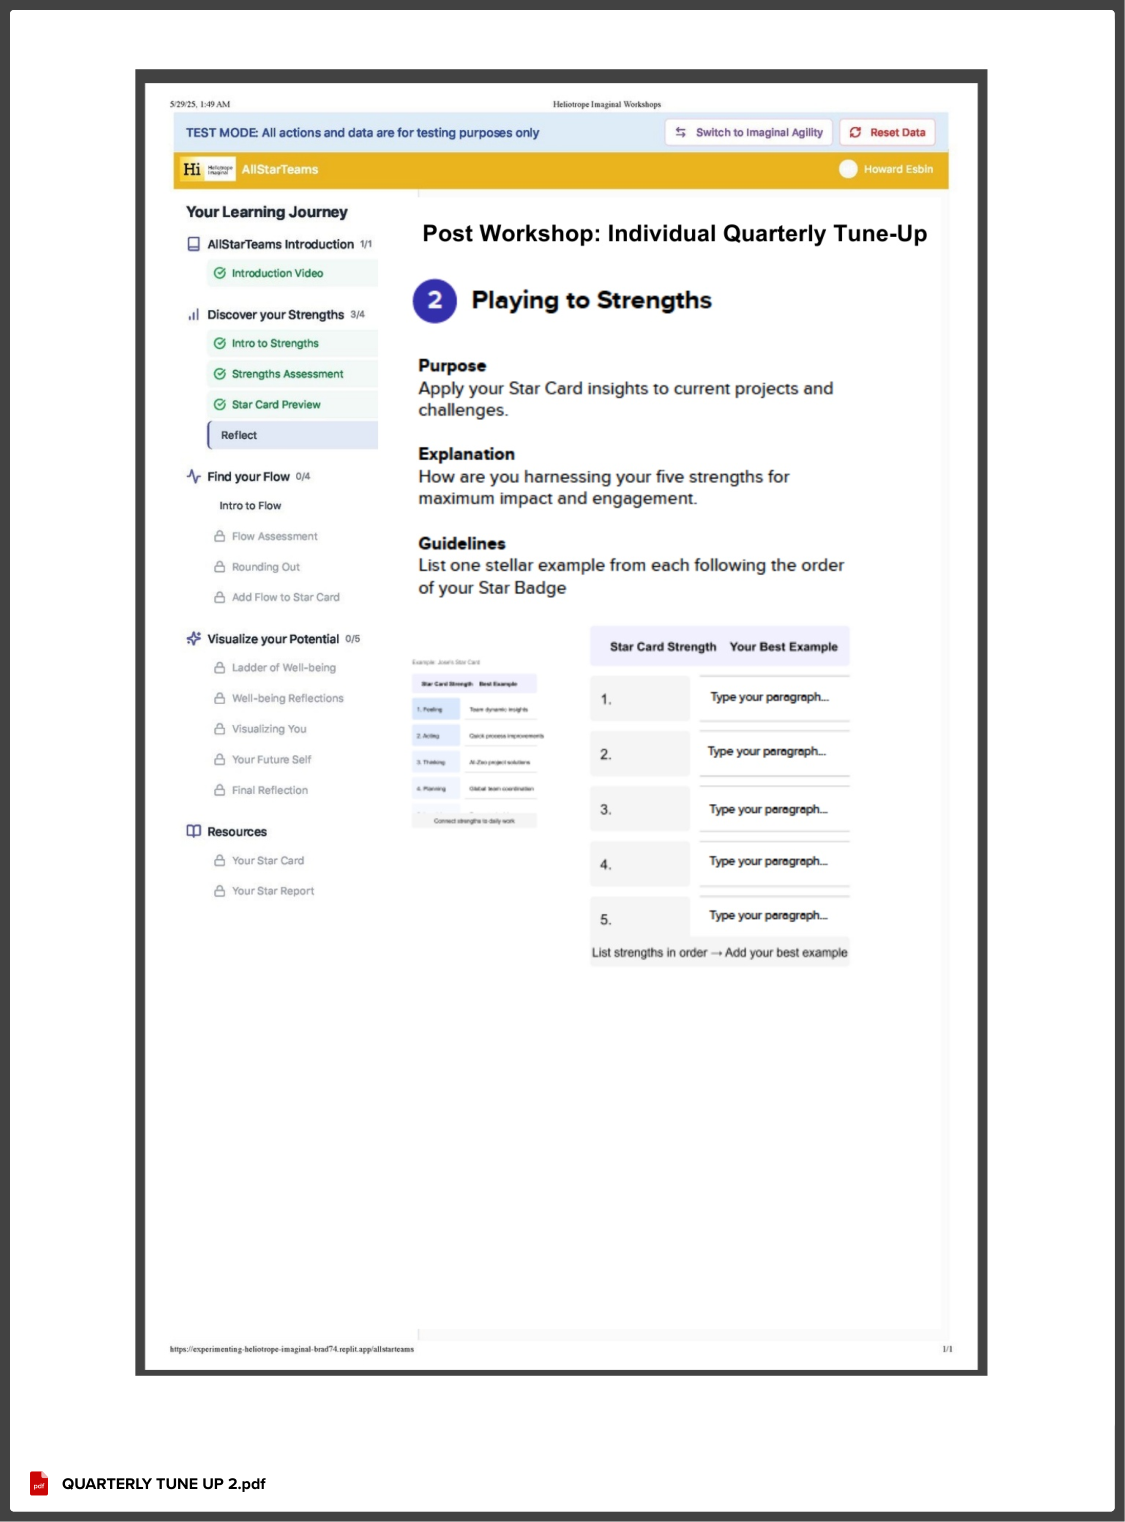 5/29/25, 1:49 AM
Heliotrope Imaginal Workshops
TEST MODE: All actions and data are for testing purposes only
Switch to Imaginal Agility
Reset Data
Hi
Heliotrope
Imaginal
AllStarTeams
Howard Esbin
Your Learning Journey
AllStarTeams Introduction 1/1
Introduction Video
Discover your Strengths 3/4
Intro to Strengths
Strengths Assessment
Star Card Preview
Reflect
Find your Flow 0/4
Intro to Flow
Flow Assessment
Rounding Out
Add Flow to Star Card
Visualize your Potential 0/5
Ladder of Well-being
Well-being Reflections
Visualizing You
Your Future Self
Final Reflection
Resources
Your Star Card
Your Star Report
Post Workshop: Individual Quarterly Tune-Up
2 Playing to Strengths
Purpose
Apply your Star Card insights to current projects and
challenges.
Explanation
How are you harnessing your five strengths for
maximum impact and engagement.
Guidelines
List one stellar example from each following the order
of your Star Badge
Example: José's Star Card
Star Card Strength Best Example
1. Feeling Team dynamic insights
2. Acting Quick process improvements
3. Thinking project solutions
4. Planning Global team coordination
Connect strengths to daily work
Star Card Strength Your Best Example
1. Type your paragraph...
2. Type your paragraph...
3. Type your paragraph...
4. Type your paragraph...
5. Type your paragraph...
List strengths in order → Add your best example
https://experimenting-heliotrope-imaginal-brad74.replit.app/allstarteams
1/1
pdf
QUARTERLY TUNE UP 2.pdf